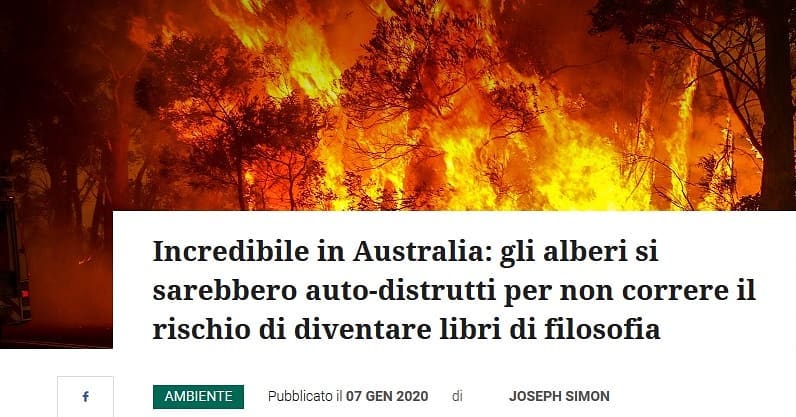 Incredibile in Australia: gli alberi si
sarebbero auto-distrutti per non correre il
rischio di diventare libri di filosofia
f
AMBIENTE Pubblicato il 07 GEN 2020 di JOSEPH SIMON